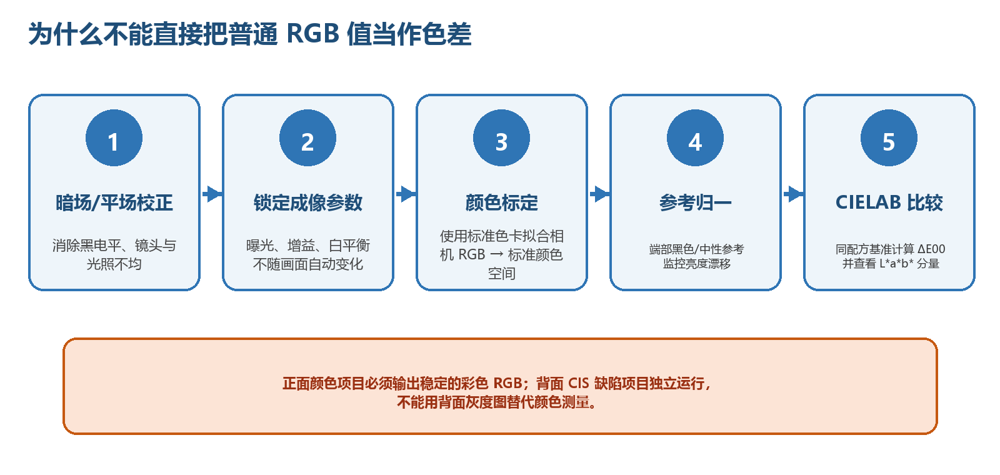 为什么不能直接把普通 RGB 值当作色差
1
暗场/平场校正
消除黑电平、镜头与
光照不均
2
锁定成像参数
曝光、增益、白平衡
不随画面自动变化
3
颜色标定
使用标准色卡拟合相
机 RGB → 标准颜色
空间
4
参考归一
端部黑色/中性参考
监控亮度漂移
5
CIELAB 比较
同配方基准计算 ΔE00
并查看 L*a*b* 分量
正面颜色项目必须输出稳定的彩色 RGB；背面 CIS 缺陷项目独立运行，
不能用背面灰度图替代颜色测量。